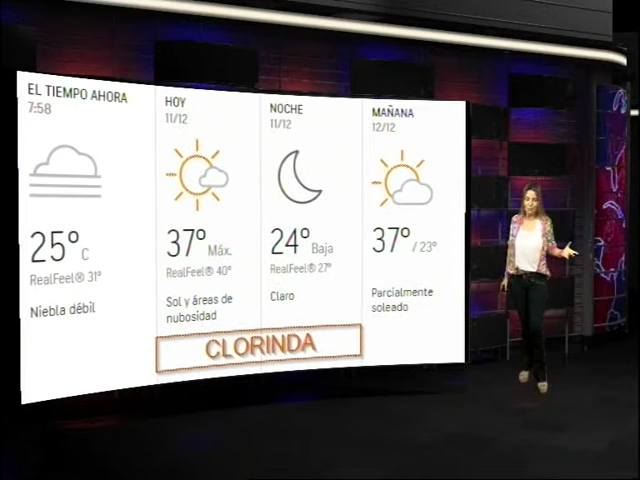 EL TIEMPO AHORA
7:58
25° C
RealFeel® 31°
Niebla débil
HOY
11/12
37° Máx.
RealFeel® 40°
Sol y áreas de
nubosidad
NOCHE
11/12
24° Baja
RealFeel® 27°
Claro
MAÑANA
12/12
37° / 23°
Parcialmente
soleado
CLORINDA